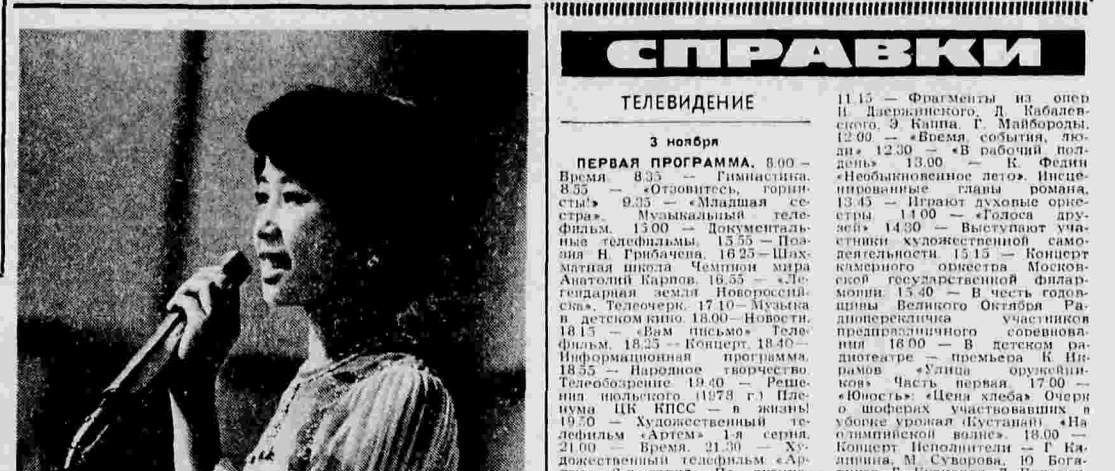 СПРАВКИ
ТЕЛЕВИДЕНИЕ
3 ноября
ПЕРВАЯ ПРОГРАММА. 8.00 —
Время. 8.35 — Гимнастика.
8.55 — «Отзовитесь, горни-
сты!» 9.35 — «Младшая се-
стра». Музыкальный теле-
фильм. 15.00 — Документаль-
ные телефильмы. 15.55 — Поэ-
зия Н. Грибачева. 16.25 — Шах-
матная школа. Чемпион мира
Анатолий Карпов. 16.55 — «Ле-
гендарная земля Новороссий-
ска». Телеочерк. 17.10 — Музыка
в детском кино. 18.00 — Новости.
18.15 — «Вам письмо». Теле-
фильм. 18.25 — Концерт. 18.40 —
Информационная программа.
18.55 — Народное творчество.
Телеобозрение. 19.40 — Реше-
ния июльского (1978 г.) Пле-
нума ЦК КПСС — в жизнь!
19.50 — Художественный те-
лефильм «Артем». 1-я серия.
21.00 — Время. 21.30 — Ху-
дожественный телефильм «Ар-
11.15 — Фрагменты из опер
И. Дзержинского, Д. Кабалев-
ского, Э. Каппа, Г. Майбороды.
12.00 — «Время, события, лю-
ди» 12.30 — «В рабочий пол-
день» 13.00 — К. Федин
«Необыкновенное лето». Инсце-
нированные главы романа.
13.45 — Играют духовые орке-
стры. 14.00 — «Голоса дру-
зей» 14.30 — Выступают уча-
стники художественной само-
деятельности. 15.15 — Концерт
камерного оркестра Москов-
ской государственной филар-
монии. 15.40 — В честь годов-
щины Великого Октября. Ра-
диоперекличка участников
предпраздничного соревнова-
ния 16.00 — В детском ра-
диотеатре — премьера К. Ик-
рамов «Улица оружейни-
ков» Часть первая. 17.00 —
«Юность»: «Цена хлеба» Очерк
о шоферах участвовавших в
уборке урожая (Кустанай) «На
олимпийской волне». 18.00 —
Концерт Исполнители — Г. Ка-
линина, М. Суворова, Ю. Бога-